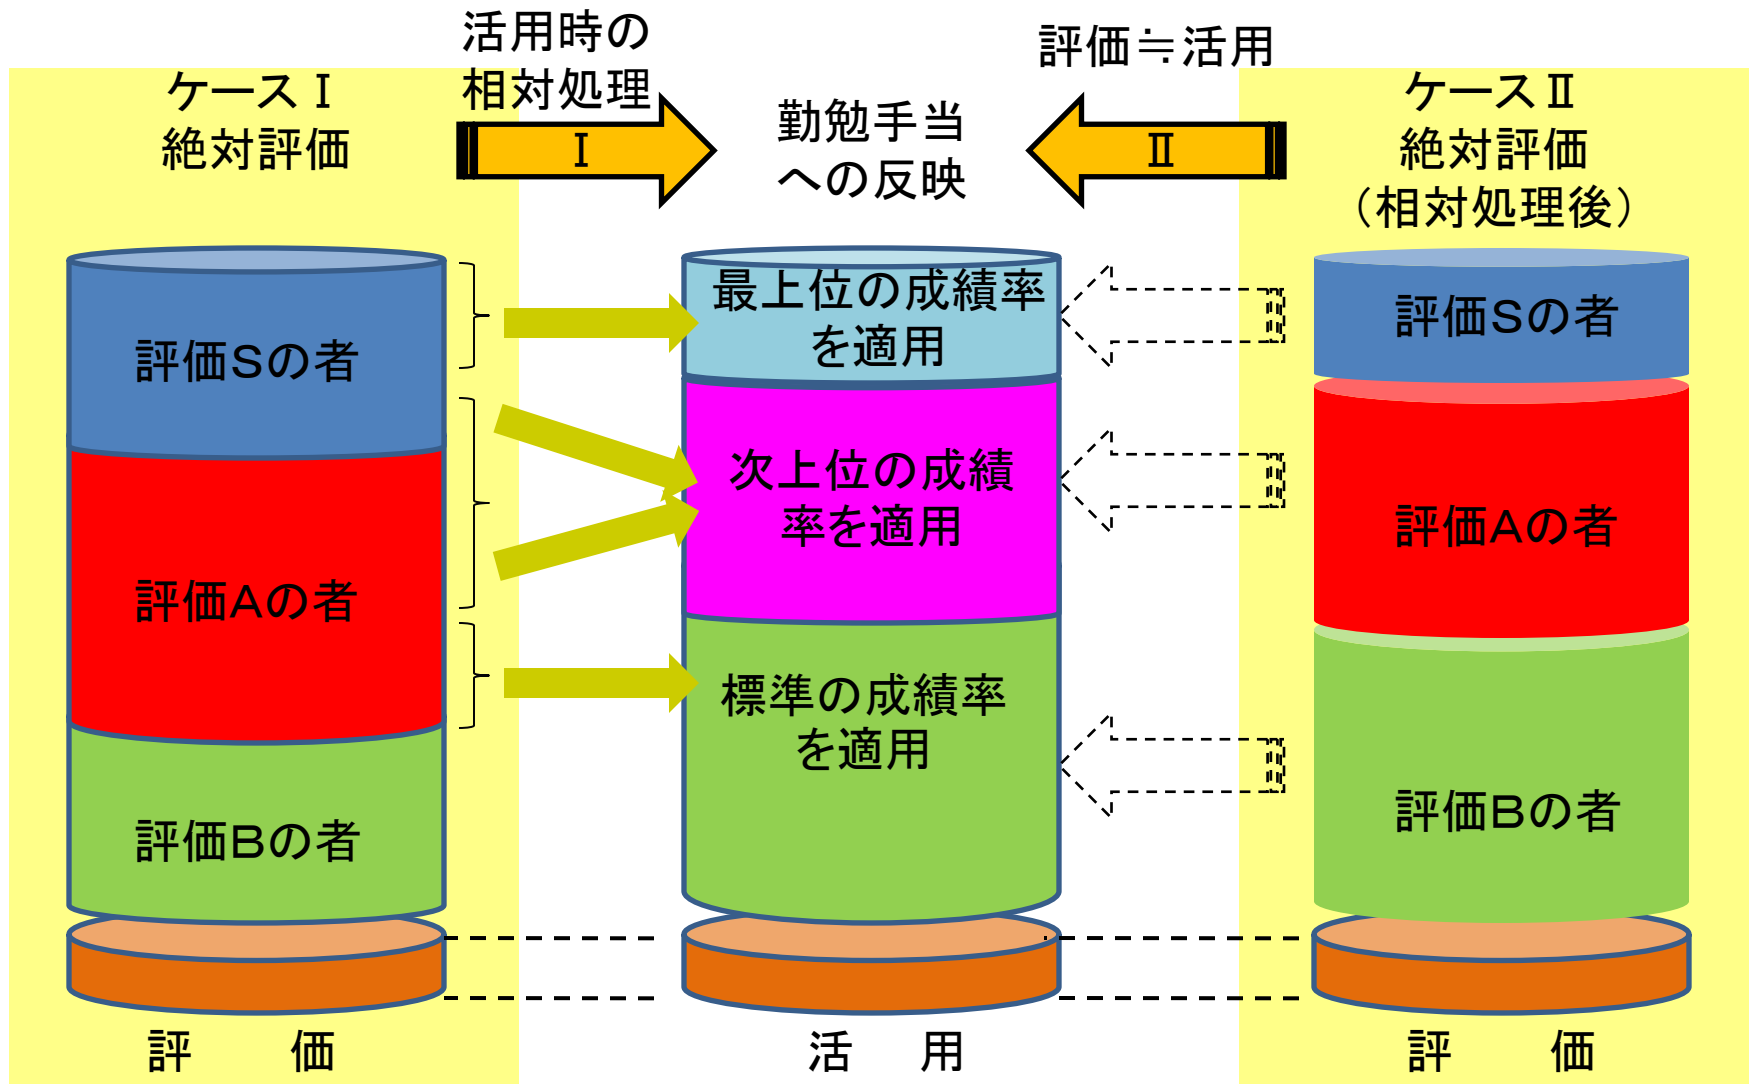 ケースⅠ
絶対評価
活用時の
相対処理
Ⅰ
勤勉手当
への反映
評価≒活用
Ⅱ
ケースⅡ
絶対評価
（相対処理後）
評価Sの者
評価Aの者
評価Bの者
最上位の成績率
を適用
次上位の成績
率を適用
標準の成績率
を適用
評価Sの者
評価Aの者
評価Bの者
評　価
活　用
評　価